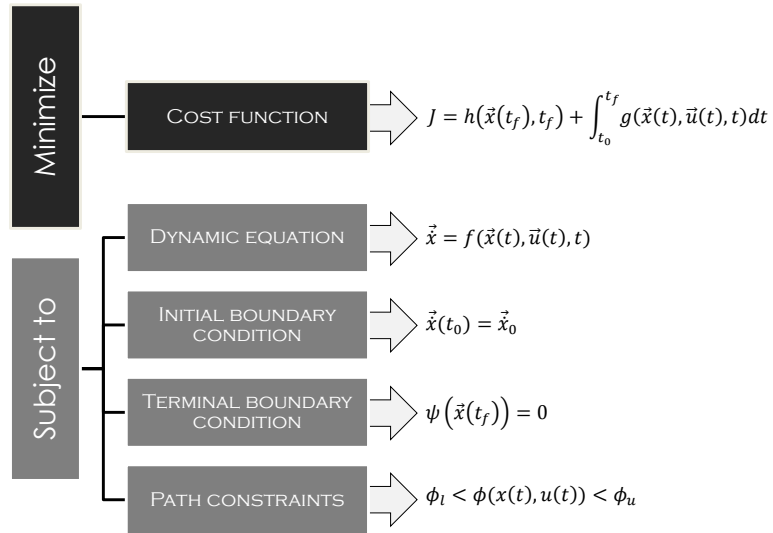 Minimize
COST FUNCTION
J = h(x⃗(t_f), t_f) + ∫_{t_0}^{t_f} g(x⃗(t), u⃗(t), t)dt
Subject to
DYNAMIC EQUATION
ẋ⃗ = f(x⃗(t), u⃗(t), t)
INITIAL BOUNDARY
CONDITION
ẋ⃗(t_0) = ẋ⃗_0
TERMINAL BOUNDARY
CONDITION
ψ(x⃗(t_f)) = 0
PATH CONSTRAINTS
ϕ_l < ϕ(x(t), u(t)) < ϕ_u